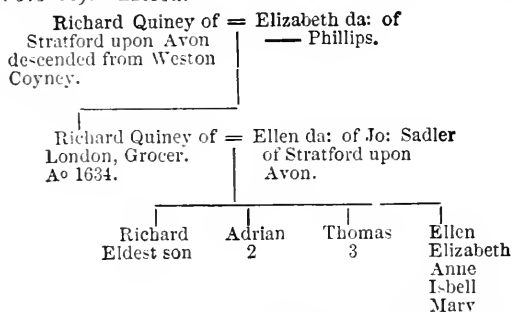 Richard Quiney of = Elizabeth da: of
Stratford upon Avon — Phillips.
descended from Weston
Coyney.
Richard Quiney of = Ellen da: of Jo: Sadler
London, Grocer. of Stratford upon
Ao 1634. Avon.
Richard Adrian Thomas Ellen
Eldest son 2 3 Elizabeth
Anne
Isbell
Mary